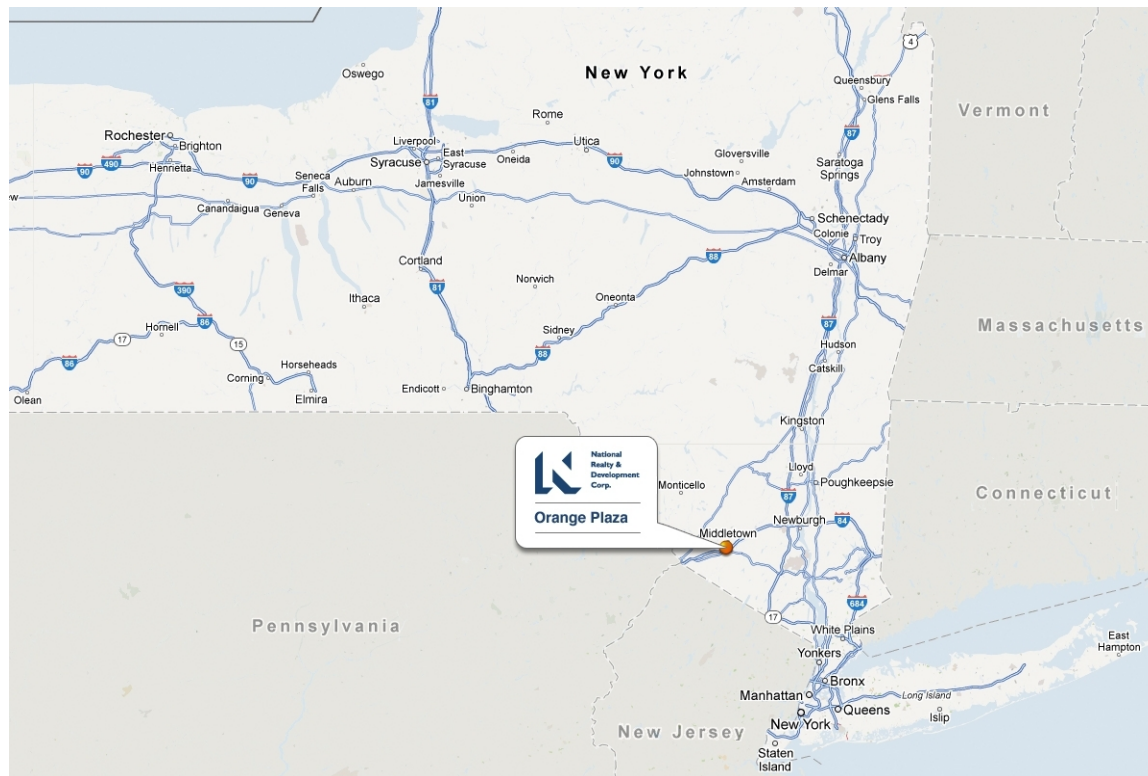 New York
4
Oswego
Queensbury
Glens Falls
81
Vermont
Rome
87
Rochester
Brighton
Liverpool
Utica
East
Syracuse
Syracuse
Oneida
90
Gloversville
490
90
Henrietta
Saratoga
Springs
Johnstown
Seneca
Falls
Auburn
Jamesville
Amsterdam
90
ew
Canandaigua
Geneva
Union
Schenectady
Colonie
Troy
Albany
Delmar
88
Cortland
Norwich
81
390
Ithaca
Oneonta
86
87
Massachusetts
Hornell
17
15
Sidney
Hudson
88
86
Horseheads
Catskill
Corning
Endicott
Binghamton
Olean
Elmira
Kingston
National
Realty &
Development
Corp.
Lloyd
Monticello
Poughkeepsie
87
Connecticut
Orange Plaza
Newburgh
84
Middletown
684
17
Pennsylvania
White Plains
East
Hampton
Yonkers
Bronx
Manhattan
Long Island
Queens
New York
Islip
New Jersey
Staten
Island